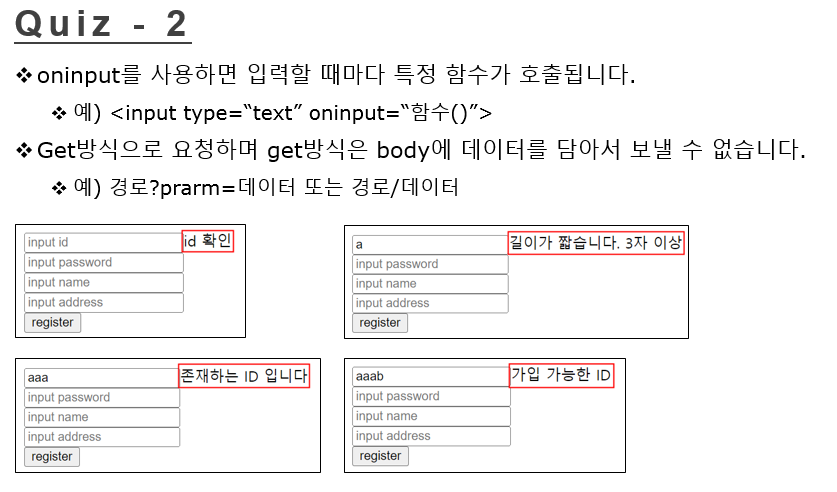 Quiz - 2
❖ oninput를 사용하면 입력할 때마다 특정 함수가 호출됩니다.
❖ 예) <input type=“text” oninput=“함수()”>
❖ Get방식으로 요청하며 get방식은 body에 데이터를 담아서 보낼 수 없습니다.
❖ 예) 경로?prarm=데이터 또는 경로/데이터
input id id 확인
input password
input name
input address
register
a 길이가 짧습니다. 3자 이상
input password
input name
input address
register
aaa 존재하는 ID 입니다
input password
input name
input address
register
aaab 가입 가능한 ID
input password
input name
input address
register